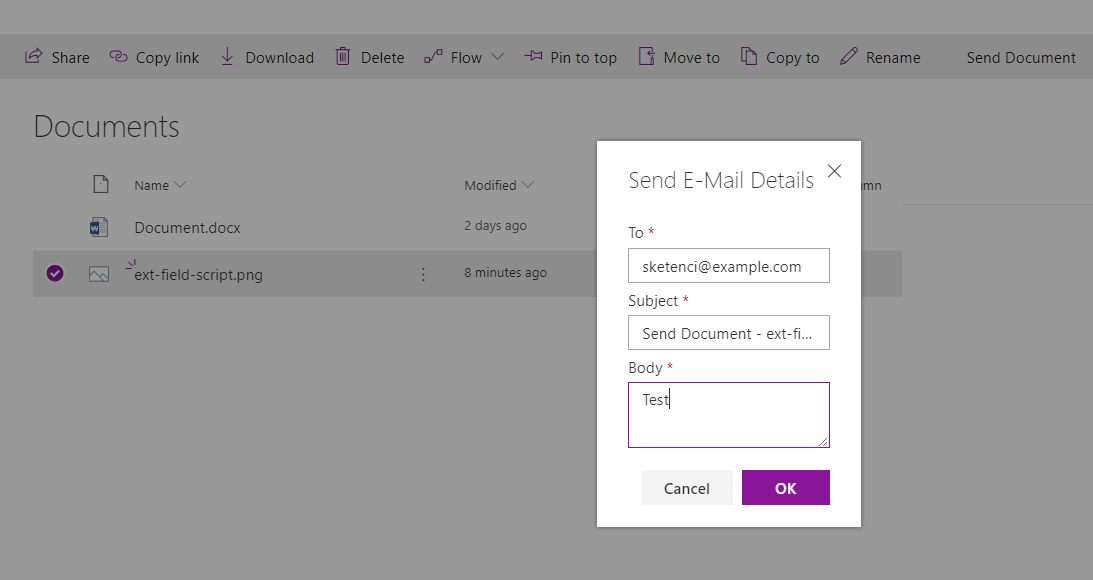 Share Copy link Download Delete Flow Pin to top Move to Copy to Rename Send Document
Documents
Name Modified
Document.docx 2 days ago
ext-field-script.png 8 minutes ago
Send E-Mail Details
To *
sketenci@example.com
Subject *
Send Document - ext-fi...
Body *
Test
Cancel OK